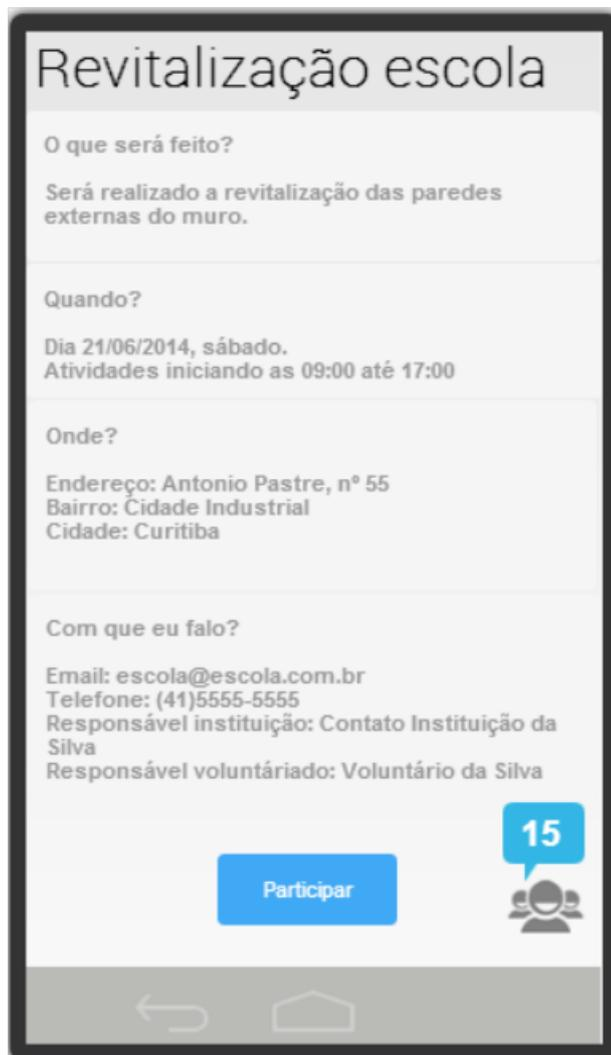 Revitalização escola
O que será feito?
Será realizado a revitalização das paredes
externas do muro.
Quando?
Dia 21/06/2014, sábado.
Atividades iniciando as 09:00 até 17:00
Onde?
Endereço: Antonio Pastre, nº 55
Bairro: Cidade Industrial
Cidade: Curitiba
Com que eu falo?
Email: escola@escola.com.br
Telefone: (41)5555-5555
Responsável instituição: Contato Instituição da
Silva
Responsável voluntáriado: Voluntário da Silva
15
Participar